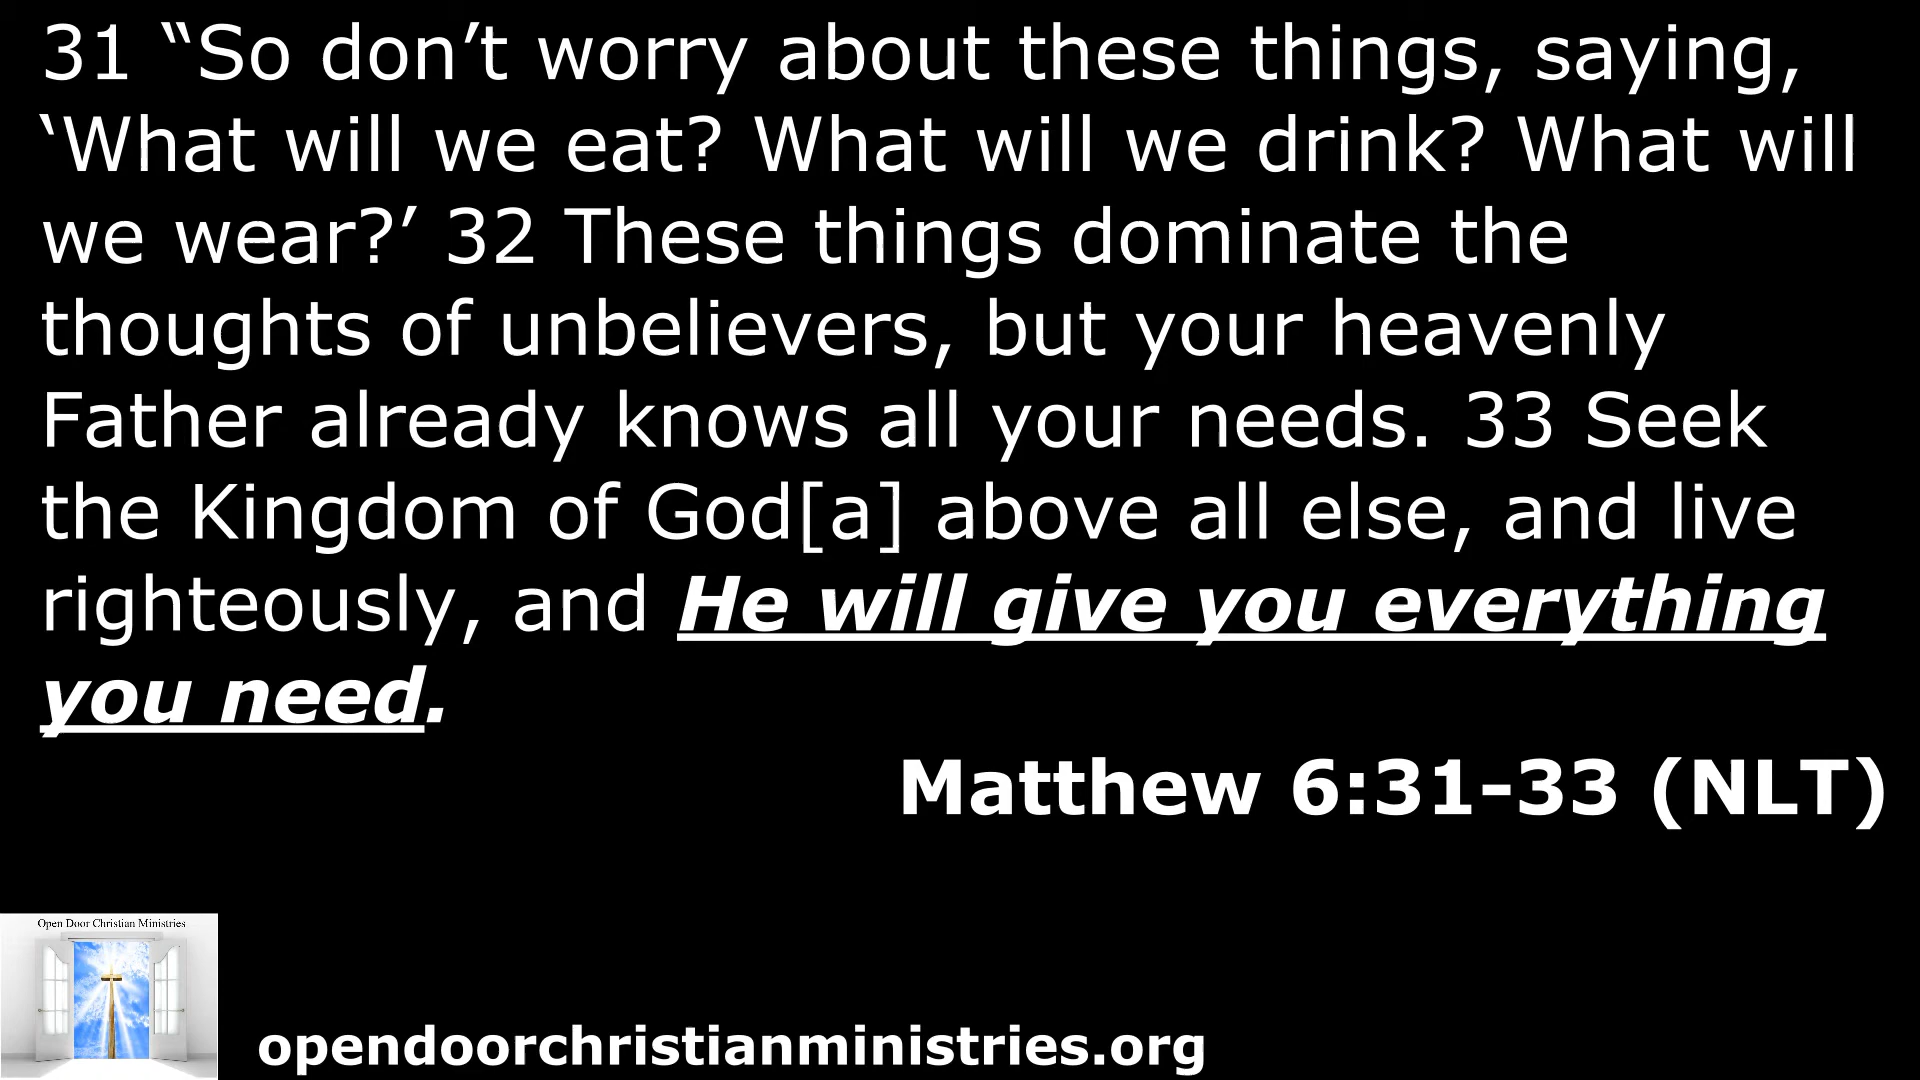 31 “So don’t worry about these things, saying,
‘What will we eat? What will we drink? What will
we wear?’ 32 These things dominate the
thoughts of unbelievers, but your heavenly
Father already knows all your needs. 33 Seek
the Kingdom of God[a] above all else, and live
righteously, and He will give you everything
you need.
Matthew 6:31-33 (NLT)
Open Door Christian Ministries
opendoorchristianministries.org